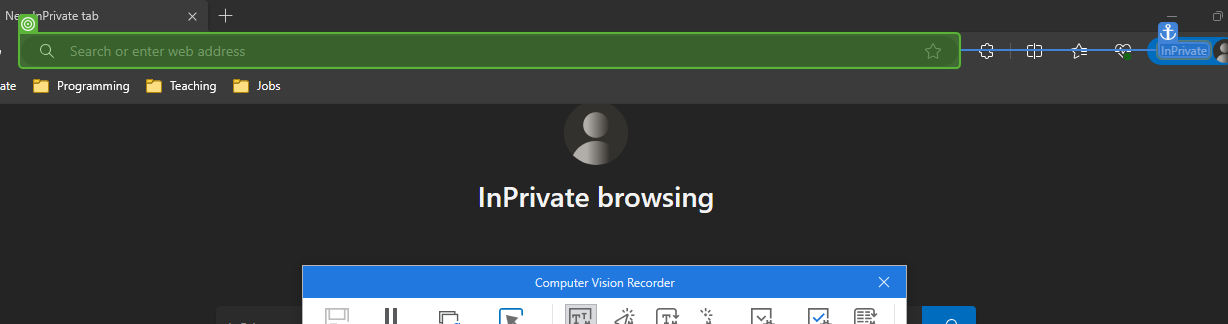 New InPrivate tab
Search or enter web address
InPrivate
ate
Programming
Teaching
Jobs
InPrivate browsing
Computer Vision Recorder